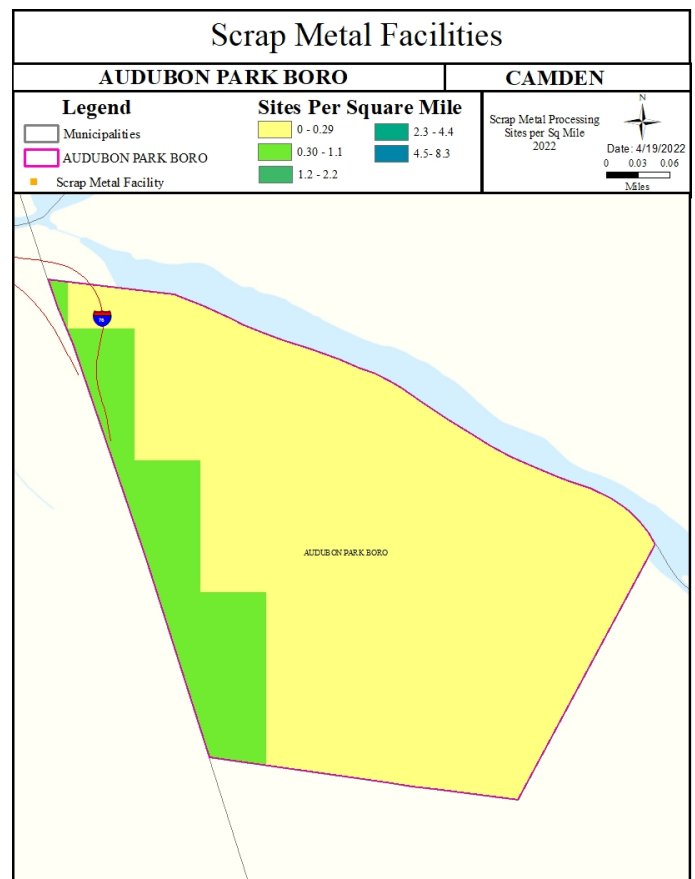 Scrap Metal Facilities
AUDUBON PARK BORO
CAMDEN
Legend
Municipalities
AUDUBON PARK BORO
Scrap Metal Facility
Sites Per Square Mile
0 - 0.29
0.30 - 1.1
1.2 - 2.2
2.3 - 4.4
4.5- 8.3
Scrap Metal Processing
Sites per Sq Mile
2022
N
Date: 4/19/2022
0 0.03 0.06
Miles
76
AUDUBON PARK BORO